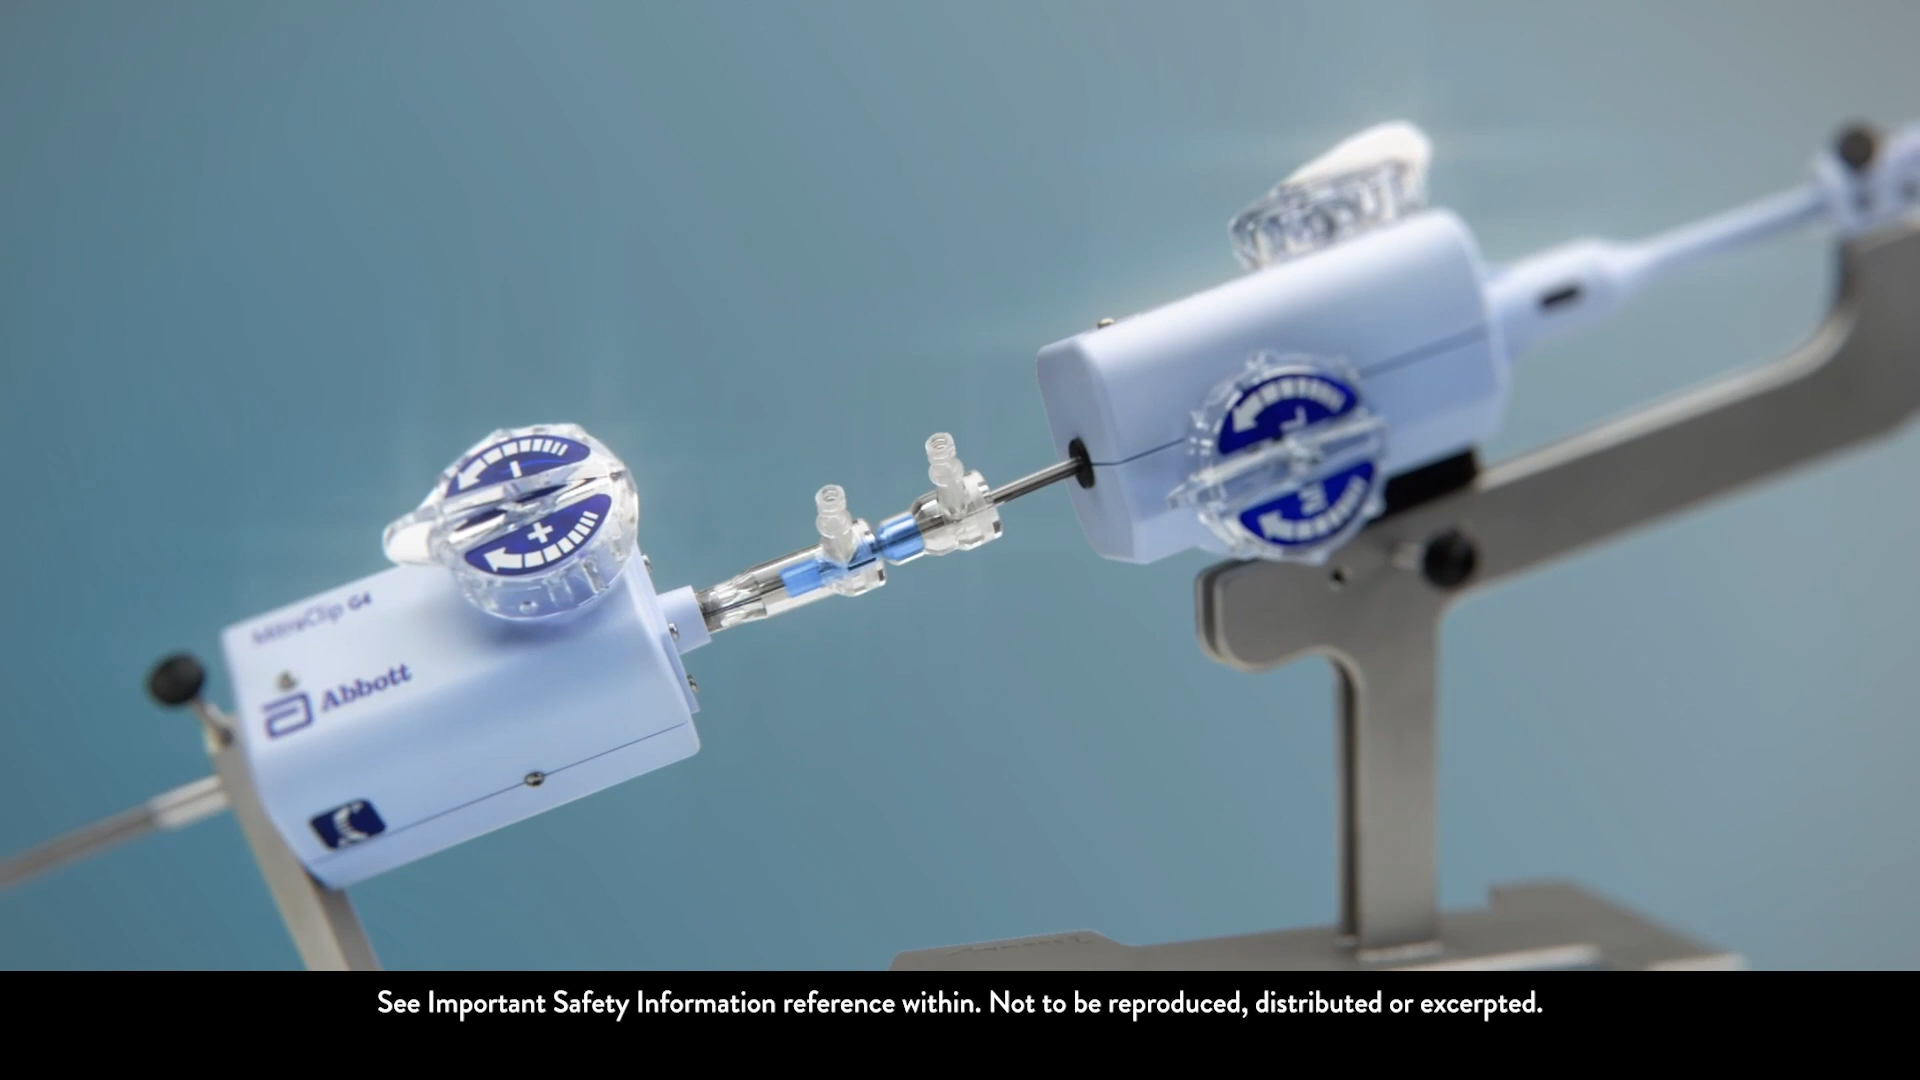 - +
MitraClip G4
Abbott
L
M
See Important Safety Information reference within. Not to be reproduced, distributed or excerpted.